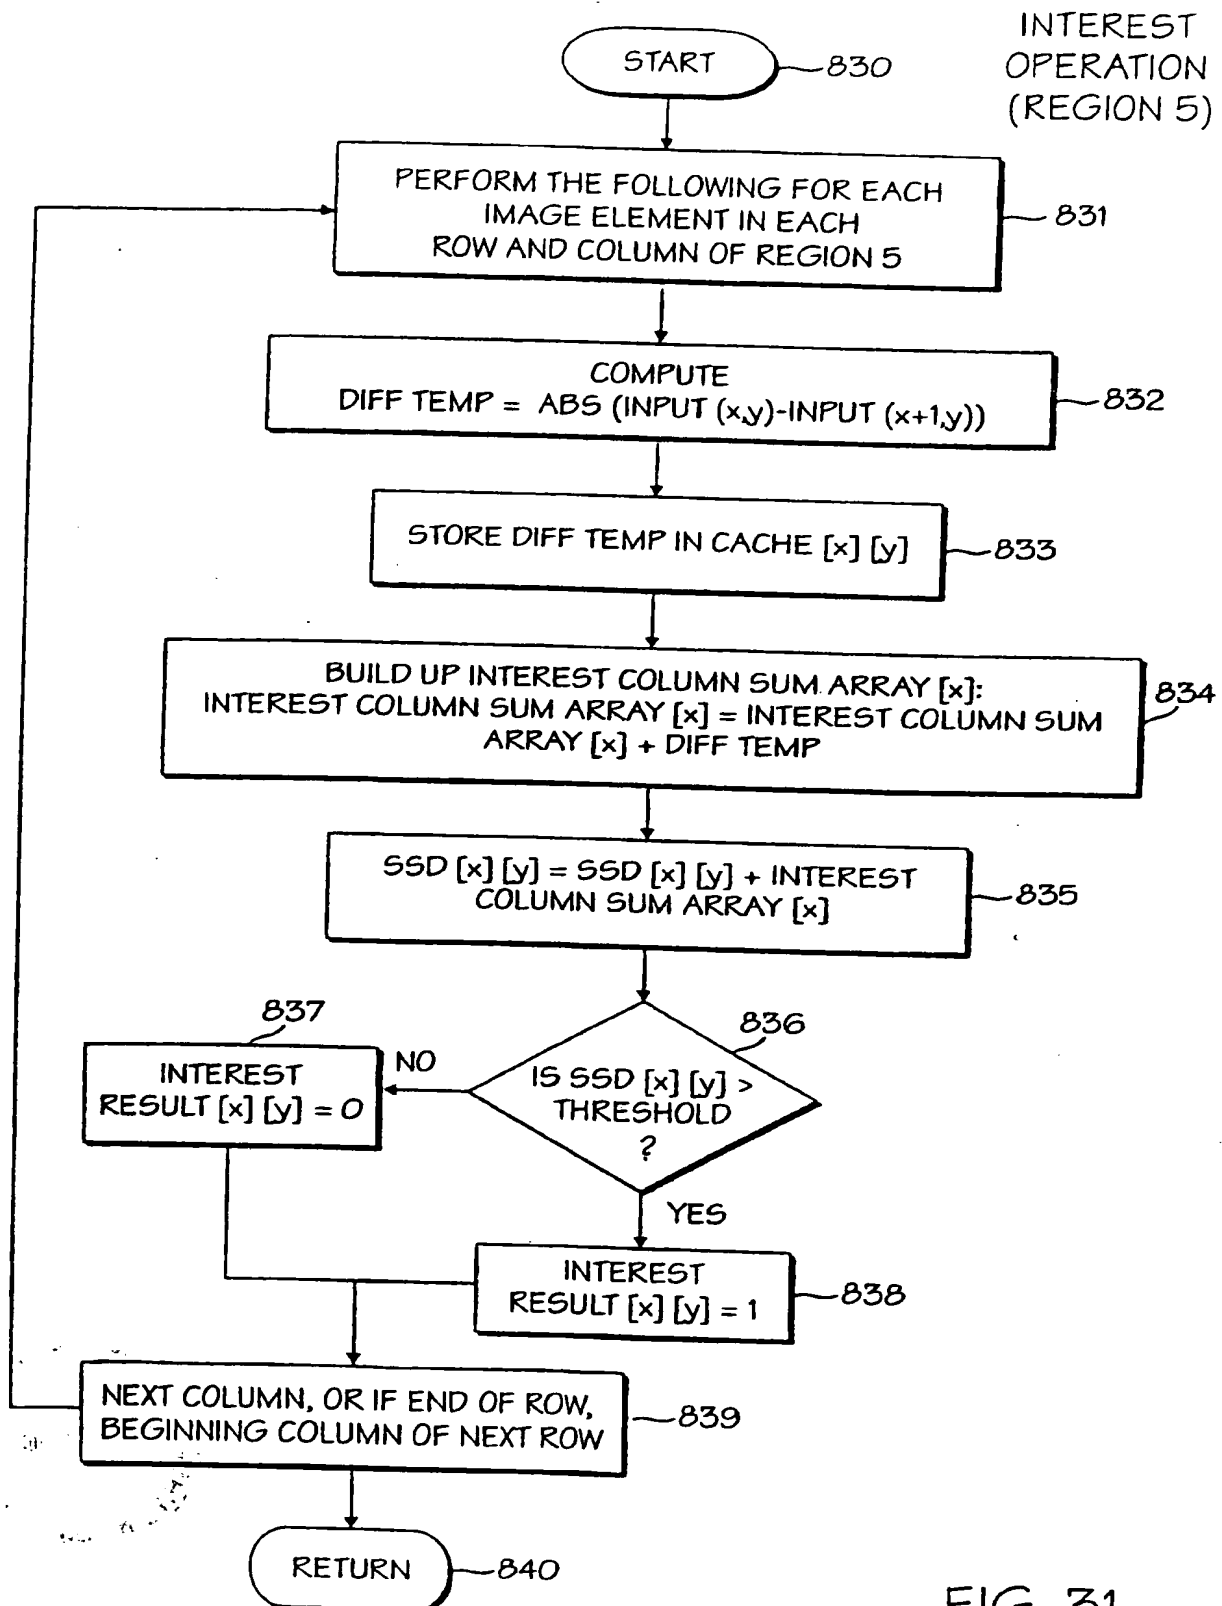 INTEREST
OPERATION
(REGION 5)
START
830
PERFORM THE FOLLOWING FOR EACH
IMAGE ELEMENT IN EACH
ROW AND COLUMN OF REGION 5
831
COMPUTE
DIFF TEMP = ABS (INPUT (x,y)-INPUT (x+1,y))
832
STORE DIFF TEMP IN CACHE [x] [y]
833
BUILD UP INTEREST COLUMN SUM ARRAY [x]:
INTEREST COLUMN SUM ARRAY [x] = INTEREST COLUMN SUM
ARRAY [x] + DIFF TEMP
834
SSD [x] [y] = SSD [x] [y] + INTEREST
COLUMN SUM ARRAY [x]
835
836
IS SSD [x] [y] >
THRESHOLD
?
NO
837
INTEREST
RESULT [x] [y] = 0
YES
INTEREST
RESULT [x] [y] = 1
838
NEXT COLUMN, OR IF END OF ROW,
BEGINNING COLUMN OF NEXT ROW
839
RETURN
840
FIG. 31